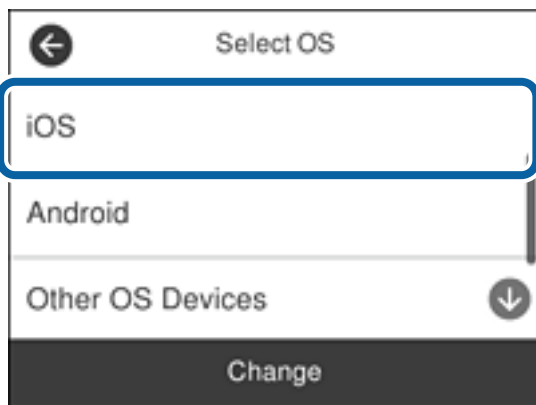 Select OS
iOS
Android
Other OS Devices
Change